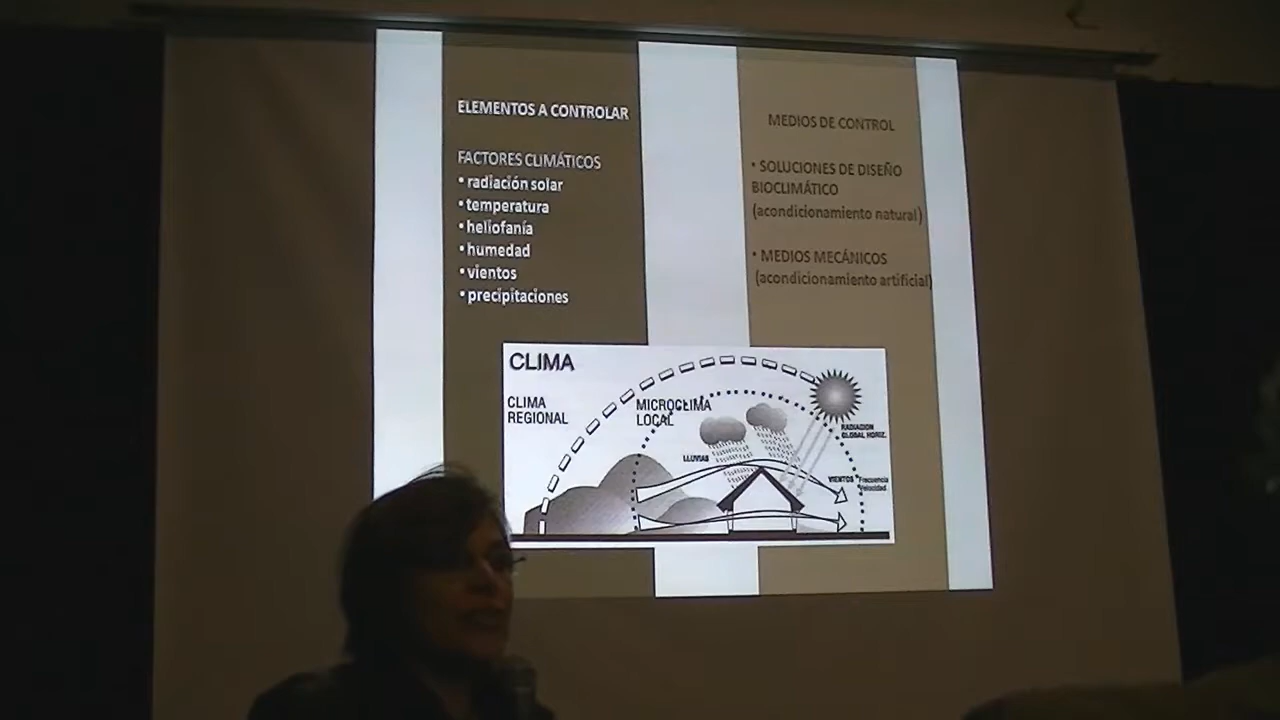 ELEMENTOS A CONTROLAR
FACTORES CLIMÁTICOS
• radiación solar
• temperatura
• heliofanía
• humedad
• vientos
• precipitaciones
MEDIOS DE CONTROL
• SOLUCIONES DE DISEÑO
BIOCLIMÁTICO
(acondicionamiento natural)
• MEDIOS MECÁNICOS
(acondicionamiento artificial)
CLIMA
CLIMA
REGIONAL
MICROCLIMA
LOCAL
LLUVIAS
RADIACION
GLOBAL HORIZ.
VIENTOS Frecuencia
Velocidad